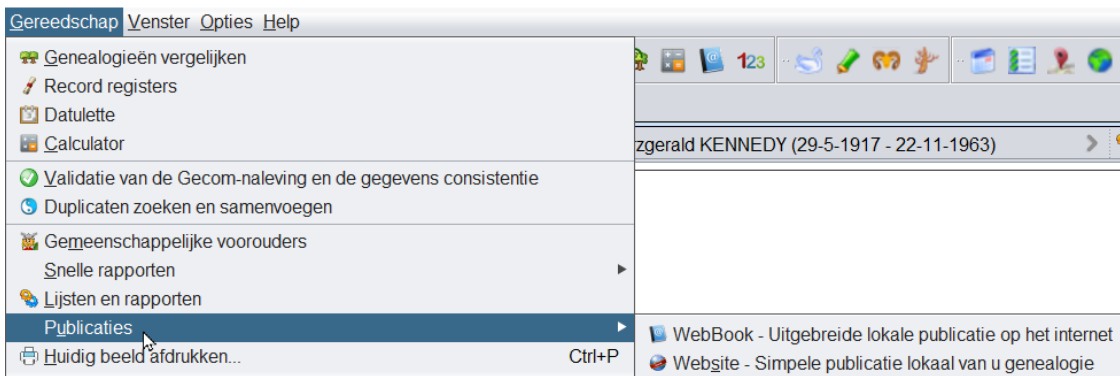 Gereedschap Venster Opties Help
Genealogieën vergelijken
Record registers
123
Datulette
Calculator
zgerald KENNEDY (29-5-1917 - 22-11-1963)
Validatie van de Gecom-naleving en de gegevens consistentie
Duplicaten zoeken en samenvoegen
Gemeenschappelijke voorouders
Snelle rapporten
Lijsten en rapporten
Publicaties
WebBook - Uitgebreide lokale publicatie op het internet
Huidig beeld afdrukken... Ctrl+P
Website - Simpele publicatie lokaal van u genealogie